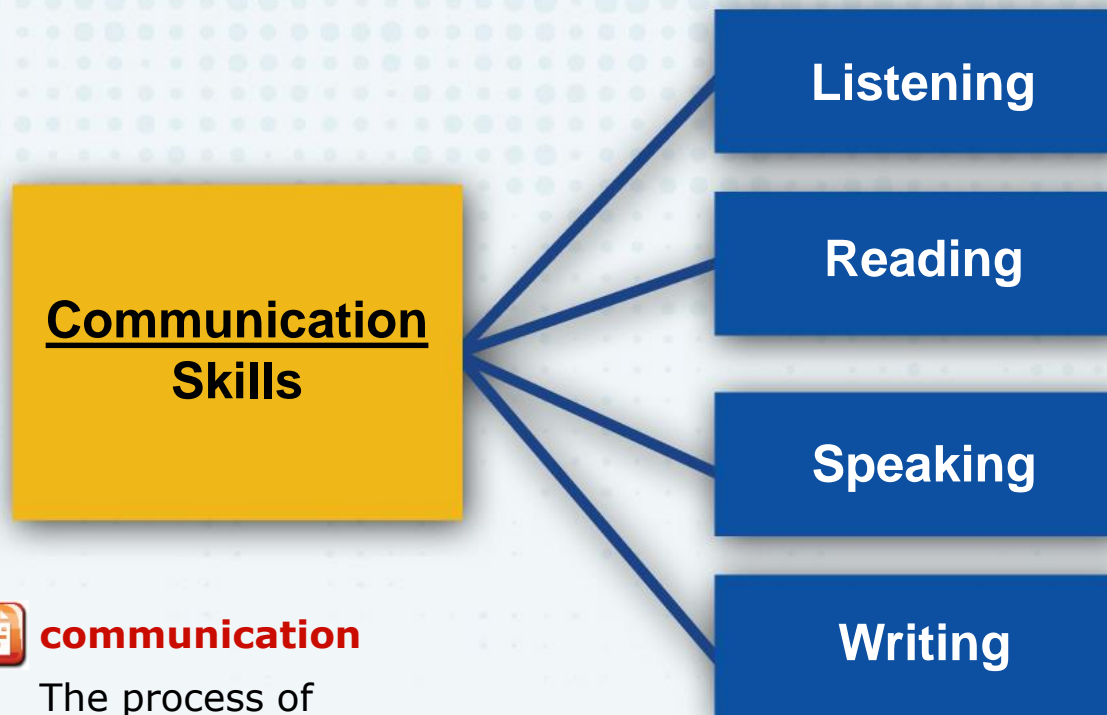 Communication
Skills
Listening
Reading
Speaking
Writing
communication
The process of